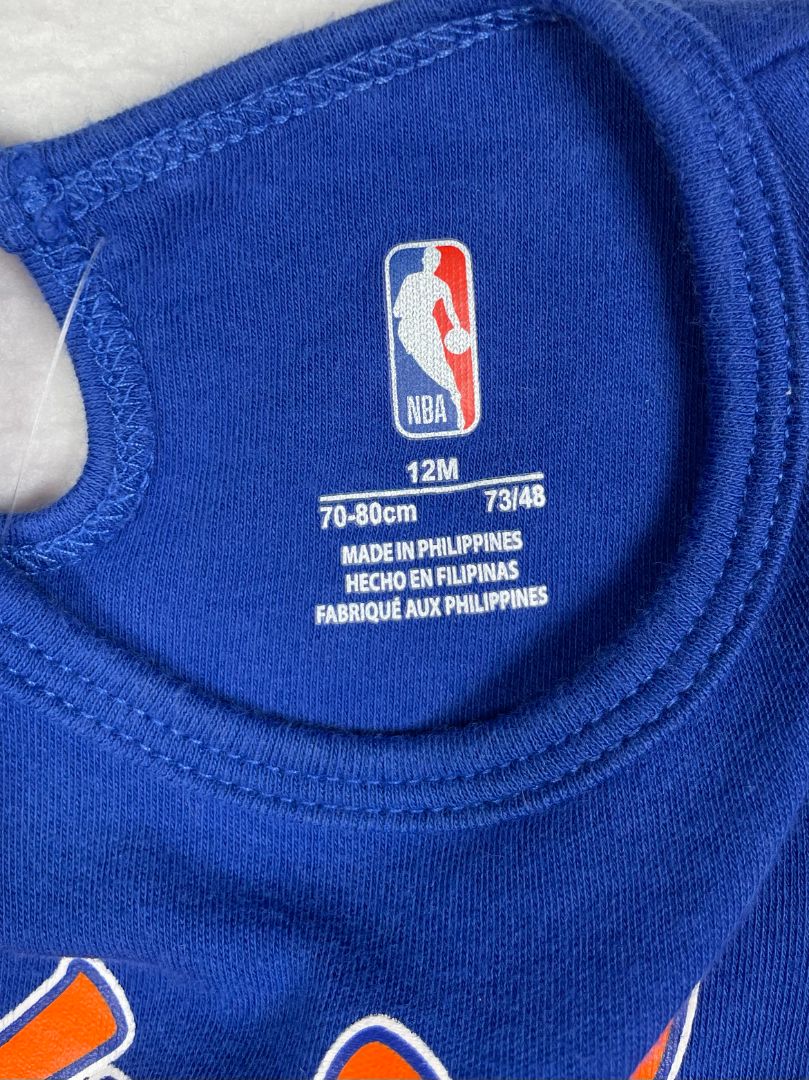 NBA
12M
70-80cm 73/48
MADE IN PHILIPPINES
HECHO EN FILIPINAS
FABRIQUÉ AUX PHILIPPINES